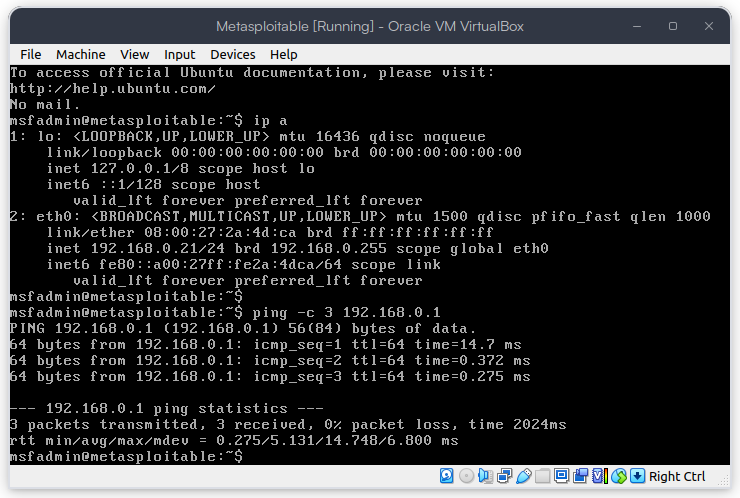 Metasploitable [Running] - Oracle VM VirtualBox
File Machine View Input Devices Help
To access official Ubuntu documentation, please visit:
http://help.ubuntu.com/
No mail.
msfadmin@metasploitable:~$ ip a
1: lo: <LOOPBACK,UP,LOWER_UP> mtu 16436 qdisc noqueue
    link/loopback 00:00:00:00:00:00 brd 00:00:00:00:00:00
    inet 127.0.0.1/8 scope host lo
    inet6 ::1/128 scope host
       valid_lft forever preferred_lft forever
2: eth0: <BROADCAST,MULTICAST,UP,LOWER_UP> mtu 1500 qdisc pfifo_fast qlen 1000
    link/ether 08:00:27:2a:4d:ca brd ff:ff:ff:ff:ff:ff
    inet 192.168.0.21/24 brd 192.168.0.255 scope global eth0
    inet6 fe80::a00:27ff:fe2a:4dca/64 scope link
       valid_lft forever preferred_lft forever
msfadmin@metasploitable:~$
msfadmin@metasploitable:~$ ping -c 3 192.168.0.1
PING 192.168.0.1 (192.168.0.1) 56(84) bytes of data.
64 bytes from 192.168.0.1: icmp_seq=1 ttl=64 time=14.7 ms
64 bytes from 192.168.0.1: icmp_seq=2 ttl=64 time=0.372 ms
64 bytes from 192.168.0.1: icmp_seq=3 ttl=64 time=0.275 ms

--- 192.168.0.1 ping statistics ---
3 packets transmitted, 3 received, 0% packet loss, time 2024ms
rtt min/avg/max/mdev = 0.275/5.131/14.748/6.800 ms
msfadmin@metasploitable:~$
Right Ctrl